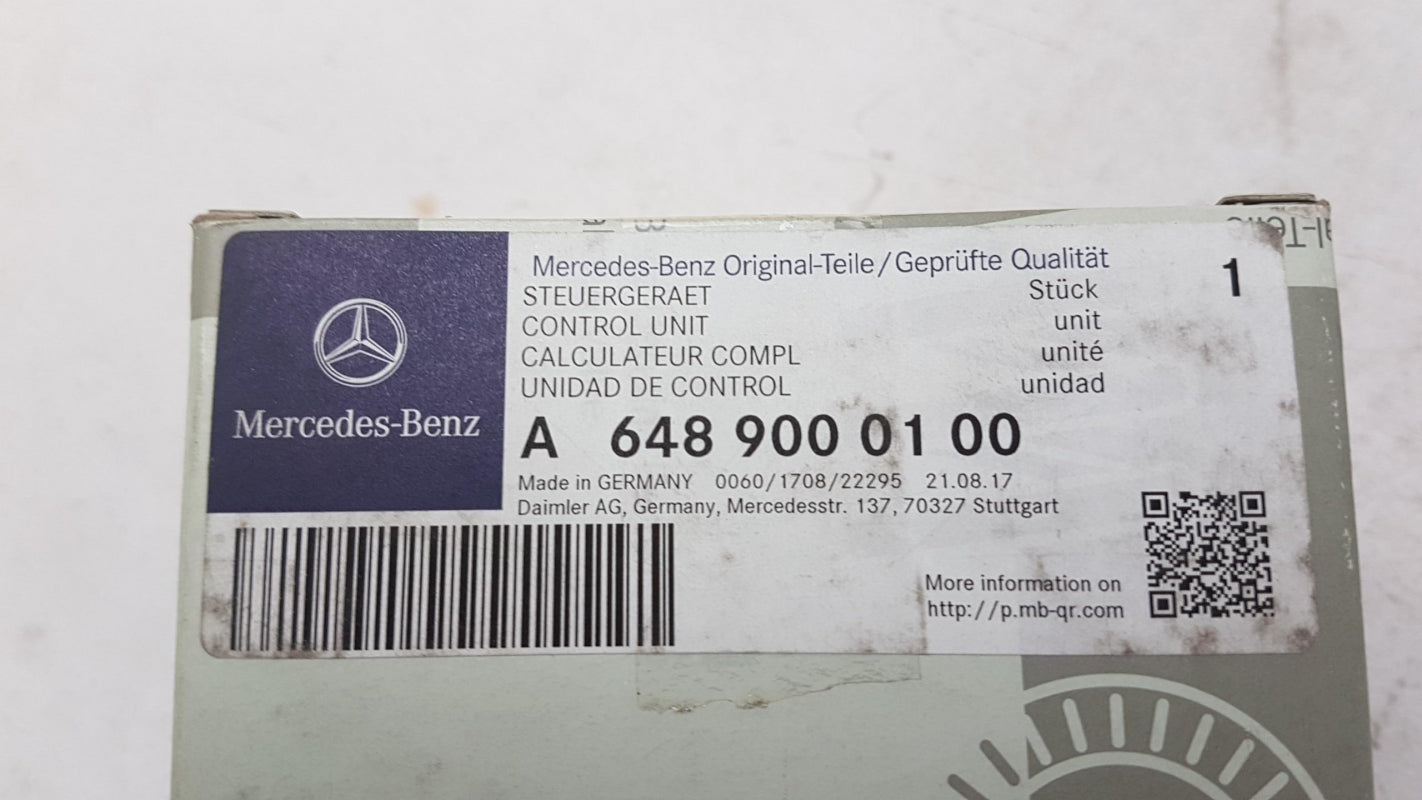 Mercedes-Benz
Mercedes-Benz Original-Teile/Geprüfte Qualität
STEUERGERAET Stück 1
CONTROL UNIT unit
CALCULATEUR COMPL unité
UNIDAD DE CONTROL unidad
A 648 900 01 00
Made in GERMANY 0060/1708/22295 21.08.17
Daimler AG, Germany, Mercedesstr. 137, 70327 Stuttgart
More information on
http://p.mb-qr.com